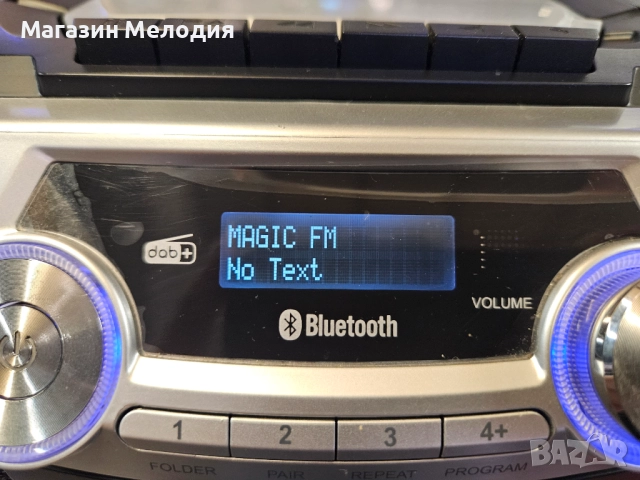 Магазин Мелодия
MAGIC FM
dab+
No Text
VOLUME
Bluetooth
1 2 3 4+
FOLDER PAIR REPEAT PROGRAM
BAZAR